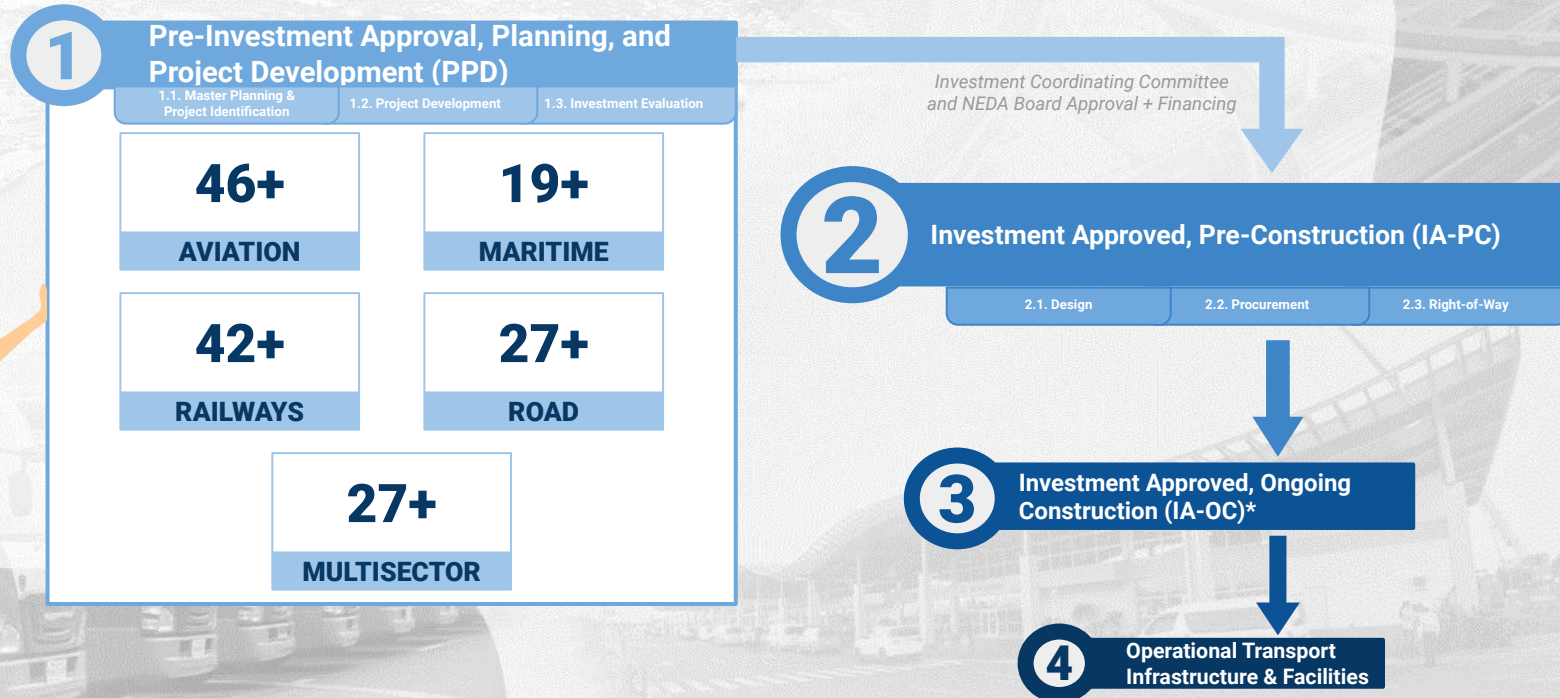 1
Pre-Investment Approval, Planning, and
Project Development (PPD)
1.1. Master Planning &
Project Identification
1.2. Project Development
1.3. Investment Evaluation
46+
AVIATION
19+
MARITIME
42+
RAILWAYS
27+
ROAD
27+
MULTISECTOR
Investment Coordinating Committee
and NEDA Board Approval + Financing
2
Investment Approved, Pre-Construction (IA-PC)
2.1. Design
2.2. Procurement
2.3. Right-of-Way
3
Investment Approved, Ongoing
Construction (IA-OC)*
4
Operational Transport
Infrastructure & Facilities